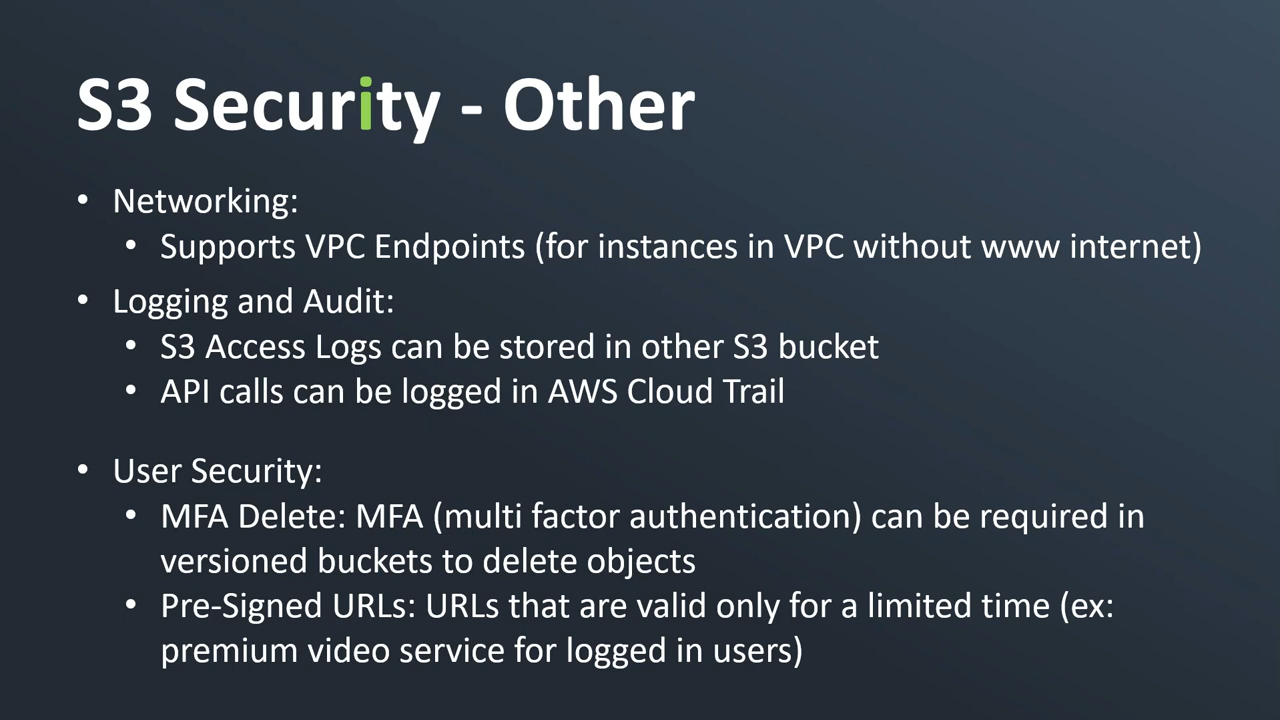 S3 Security - Other
• Networking:
• Supports VPC Endpoints (for instances in VPC without www internet)
• Logging and Audit:
• S3 Access Logs can be stored in other S3 bucket
• API calls can be logged in AWS Cloud Trail
• User Security:
• MFA Delete: MFA (multi factor authentication) can be required in
versioned buckets to delete objects
• Pre-Signed URLs: URLs that are valid only for a limited time (ex:
premium video service for logged in users)